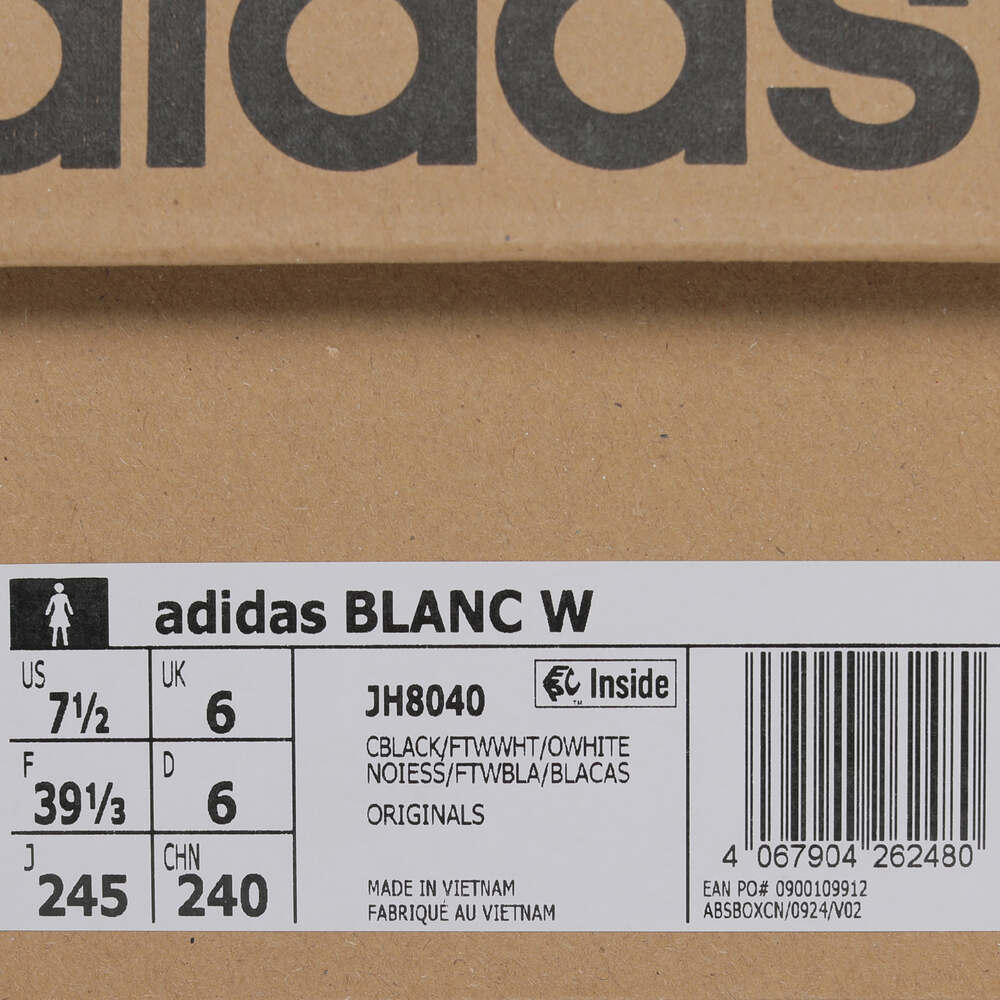 adidas
adidas BLANC W
US 7½ UK 6
F 39⅓ D 6
J 245 CHN 240
JH8040
Inside
TM
CBLACK/FTWWHT/OWHITE
NOIESS/FTWBLA/BLACAS
ORIGINALS
MADE IN VIETNAM
FABRIQUÉ AU VIETNAM
4 067904 262480
EAN PO# 0900109912
ABSBOXCN/0924/V02